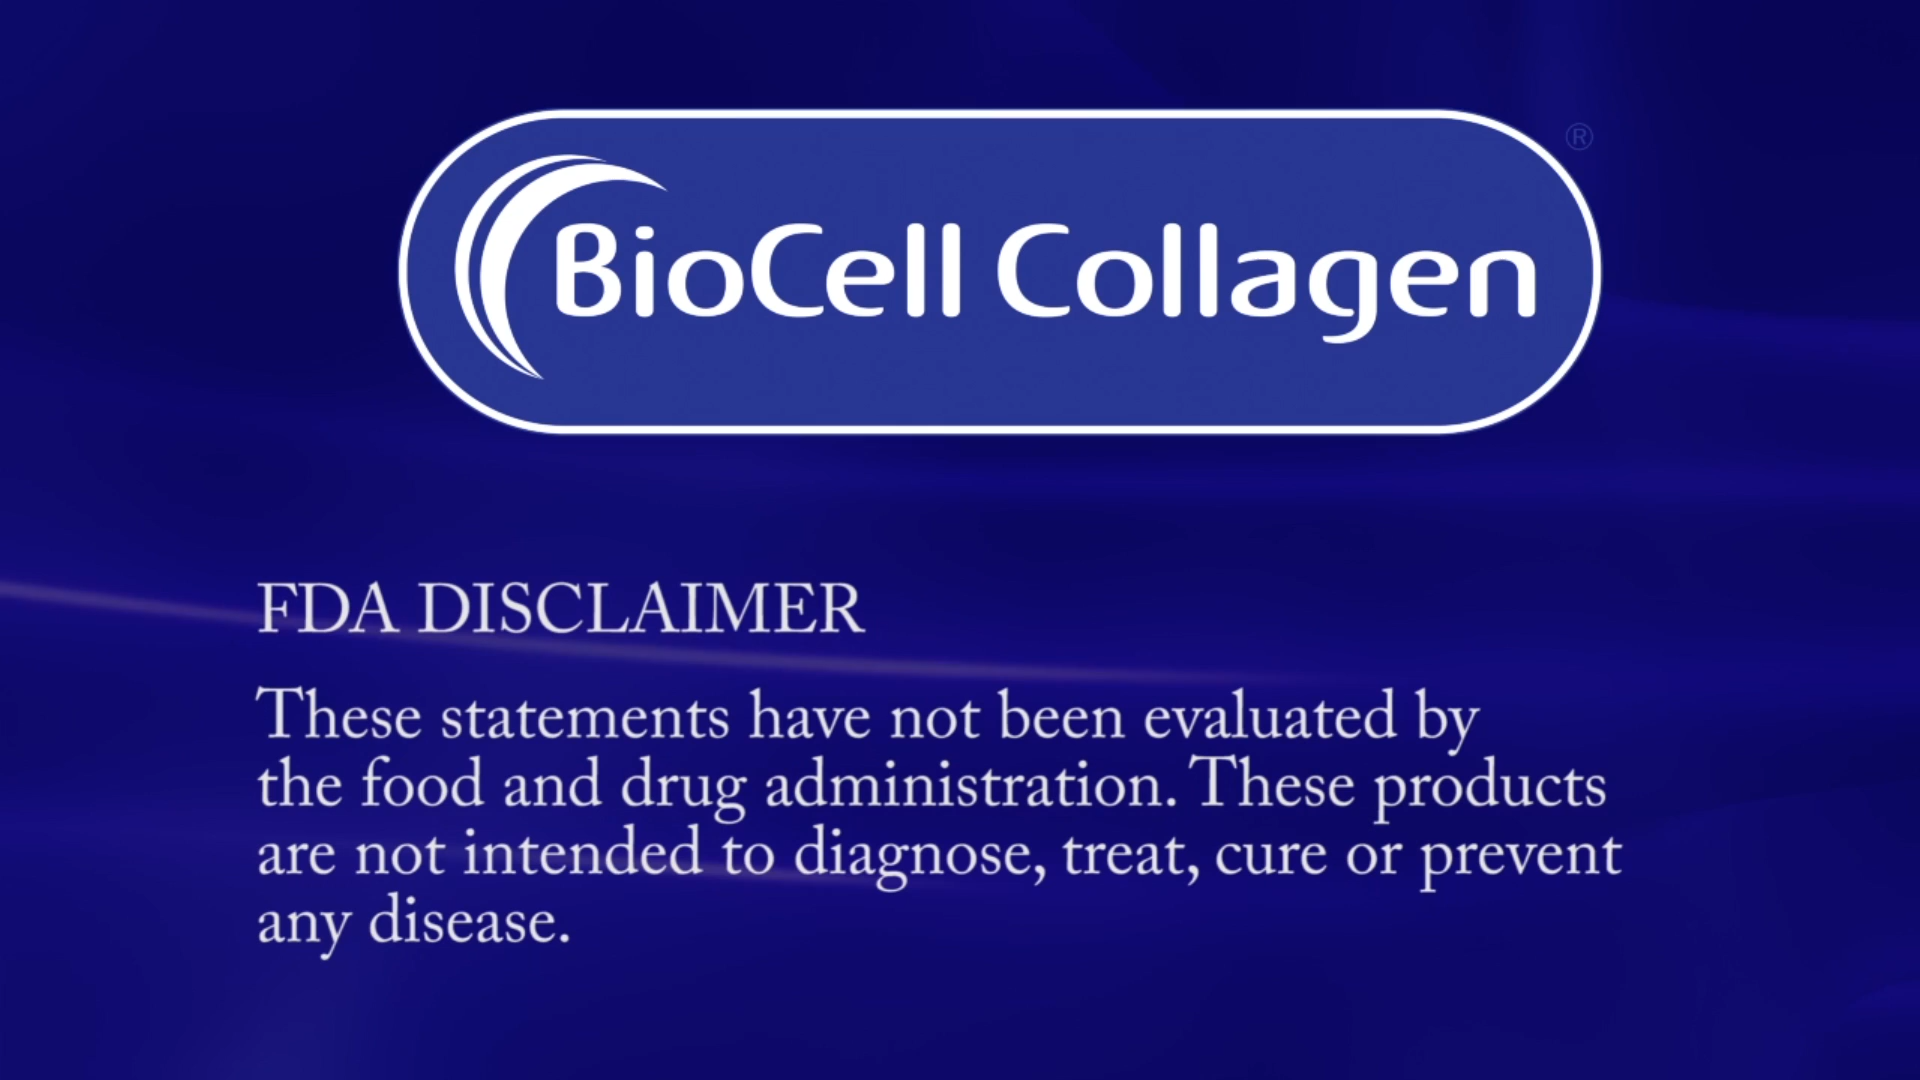 BioCell Collagen ®
FDA DISCLAIMER
These statements have not been evaluated by
the food and drug administration. These products
are not intended to diagnose, treat, cure or prevent
any disease.